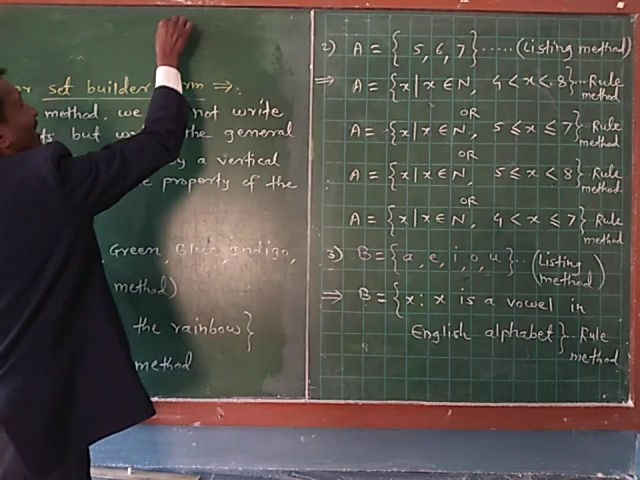 or set builder form ⇒:
method, we not write
but the general
by a vertical
property of the
, Green, Blue, indigo,
method)
the rainbow}
method
2) A = { 5, 6, 7} ..... (Listing method)
⇒ A = {x | x ∈ N, 4 < x < 8} .. Rule method
OR
A = {x | x ∈ N, 5 ⩽ x ⩽ 7} - Rule method
OR
A = {x | x ∈ N, 5 ⩽ x < 8} - Rule method
OR
A = {x | x ∈ N, 4 < x ⩽ 7} - Rule method
3) B = {a, e, i, o, u} .. (Listing method)
⇒ B = {x : x is a vowel in
English alphabet} .. Rule method